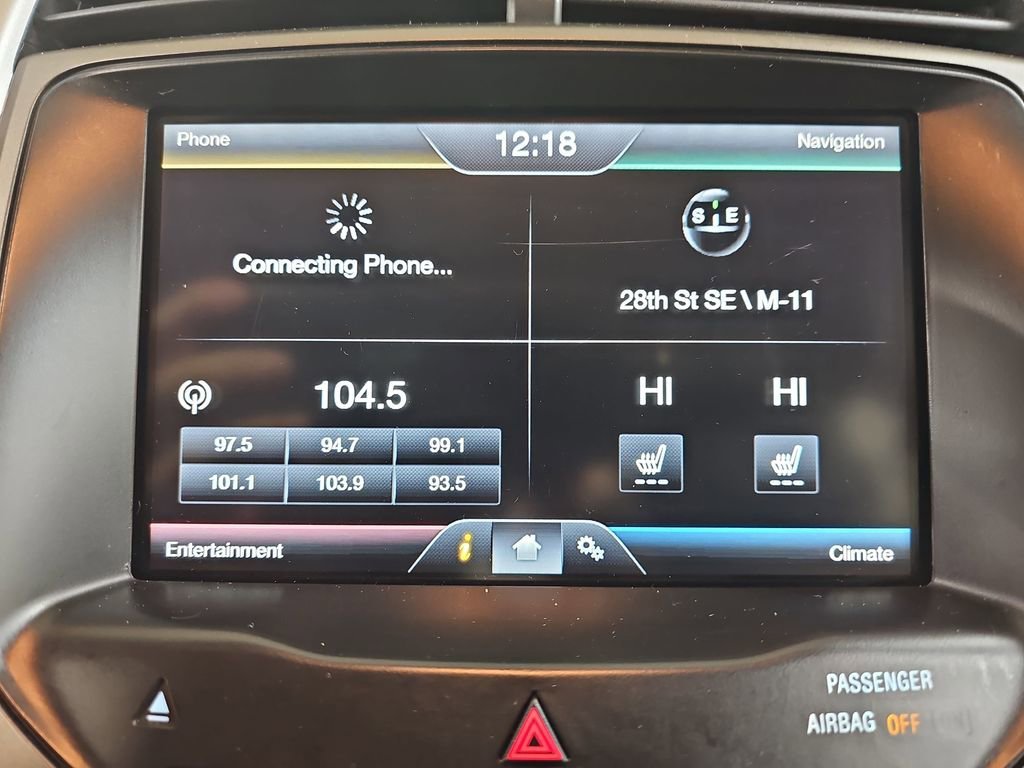 Phone
12:18
Navigation
Connecting Phone...
S E
28th St SE \ M-11
104.5
97.5 94.7 99.1
101.1 103.9 93.5
HI HI
Entertainment
i
Climate
PASSENGER
AIRBAG OFF ON